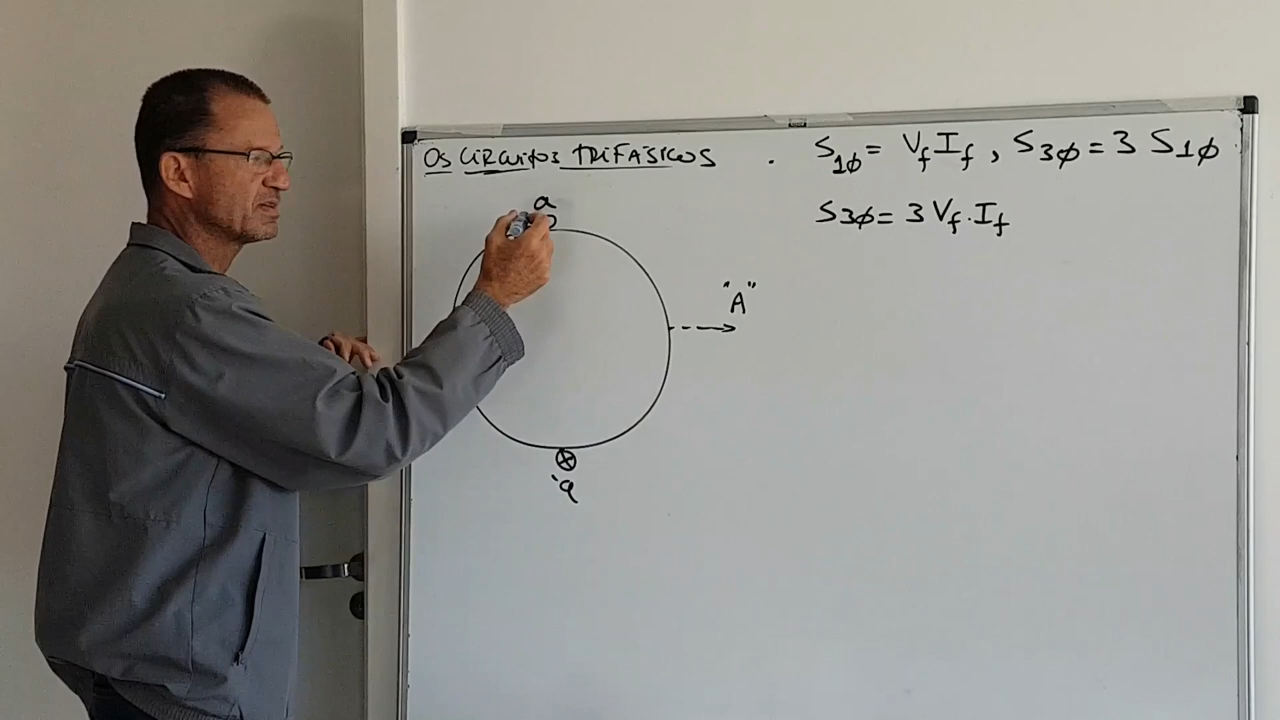 Os CIRCUITOS TRIFÁSICOS . S1φ = Vf If , S3φ = 3 S1φ
S3φ = 3 Vf . If
a
"A"
'a